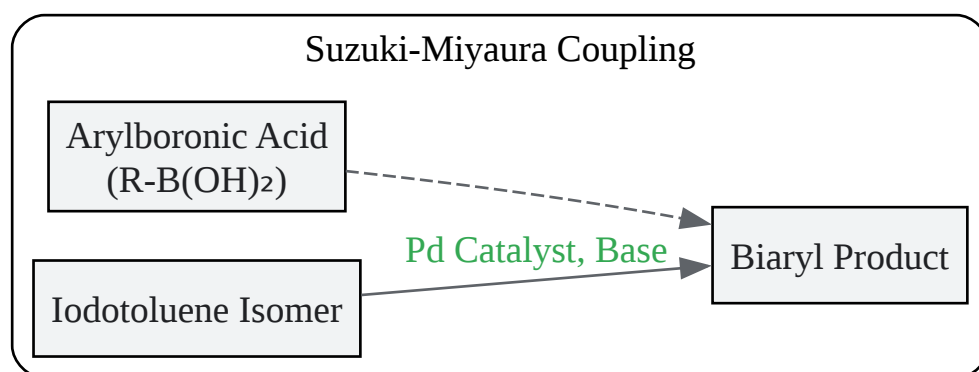 Suzuki-Miyaura Coupling
Arylboronic Acid
(R-B(OH)₂)
Pd Catalyst, Base
Biaryl Product
Iodotoluene Isomer